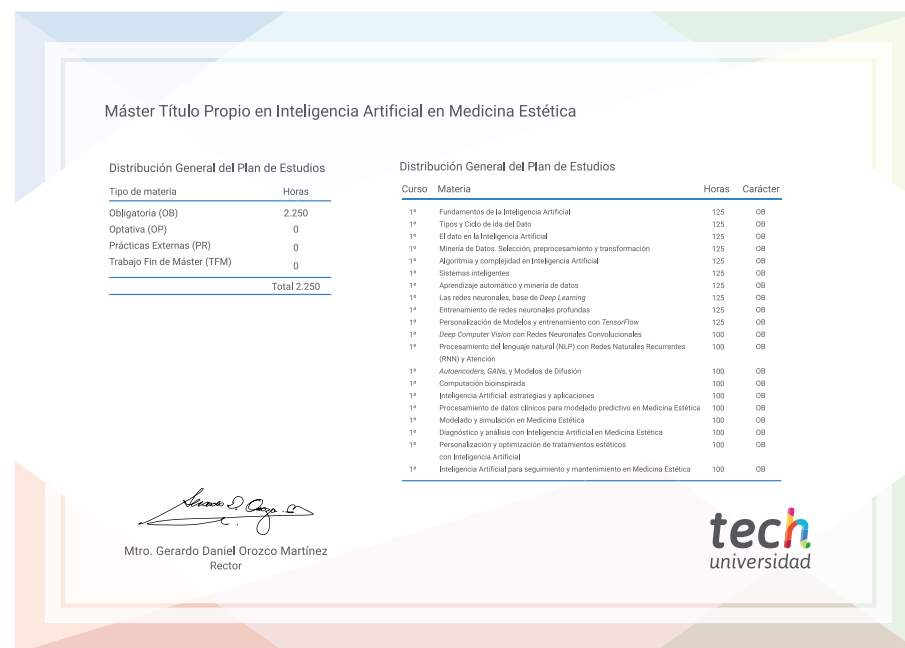 Máster Título Propio en Inteligencia Artificial en Medicina Estética
Distribución General del Plan de Estudios
Tipo de materia Horas
Obligatoria (OB) 2.250
Optativa (OP) 0
Prácticas Externas (PR) 0
Trabajo Fin de Máster (TFM) 0
Total 2.250
Distribución General del Plan de Estudios
Curso Materia Horas Carácter
1º Fundamentos de la Inteligencia Artificial 125 OB
1º Tipos y Ciclo de ida del Dato 125 OB
1º El dato en la Inteligencia Artificial 125 OB
1º Minería de Datos. Selección, preprocesamiento y transformación 125 OB
1º Algoritmia y complejidad en Inteligencia Artificial 125 OB
1º Sistemas inteligentes 125 OB
1º Aprendizaje automático y minería de datos 125 OB
1º Las redes neuronales, base de Deep Learning 125 OB
1º Entrenamiento de redes neuronales profundas 125 OB
1º Personalización de Modelos y entrenamiento con TensorFlow 125 OB
1º Deep Computer Vision con Redes Neuronales Convolucionales 100 OB
1º Procesamiento del lenguaje natural (NLP) con Redes Naturales Recurrentes 100 OB
(RNN) y Atención
1º Autoencoders, GANs, y Modelos de Difusión 100 OB
1º Computación bioinspirada 100 OB
1º Inteligencia Artificial: estrategias y aplicaciones 100 OB
1º Procesamiento de datos clínicos para modelado predictivo en Medicina Estética 100 OB
1º Modelado y simulación en Medicina Estética 100 OB
1º Diagnóstico y análisis con Inteligencia Artificial en Medicina Estética 100 OB
1º Personalización y optimización de tratamientos estéticos 100 OB
con Inteligencia Artificial
1º Inteligencia Artificial para seguimiento y mantenimiento en Medicina Estética 100 OB
Mtro. Gerardo Daniel Orozco Martínez
Rector
tech
universidad